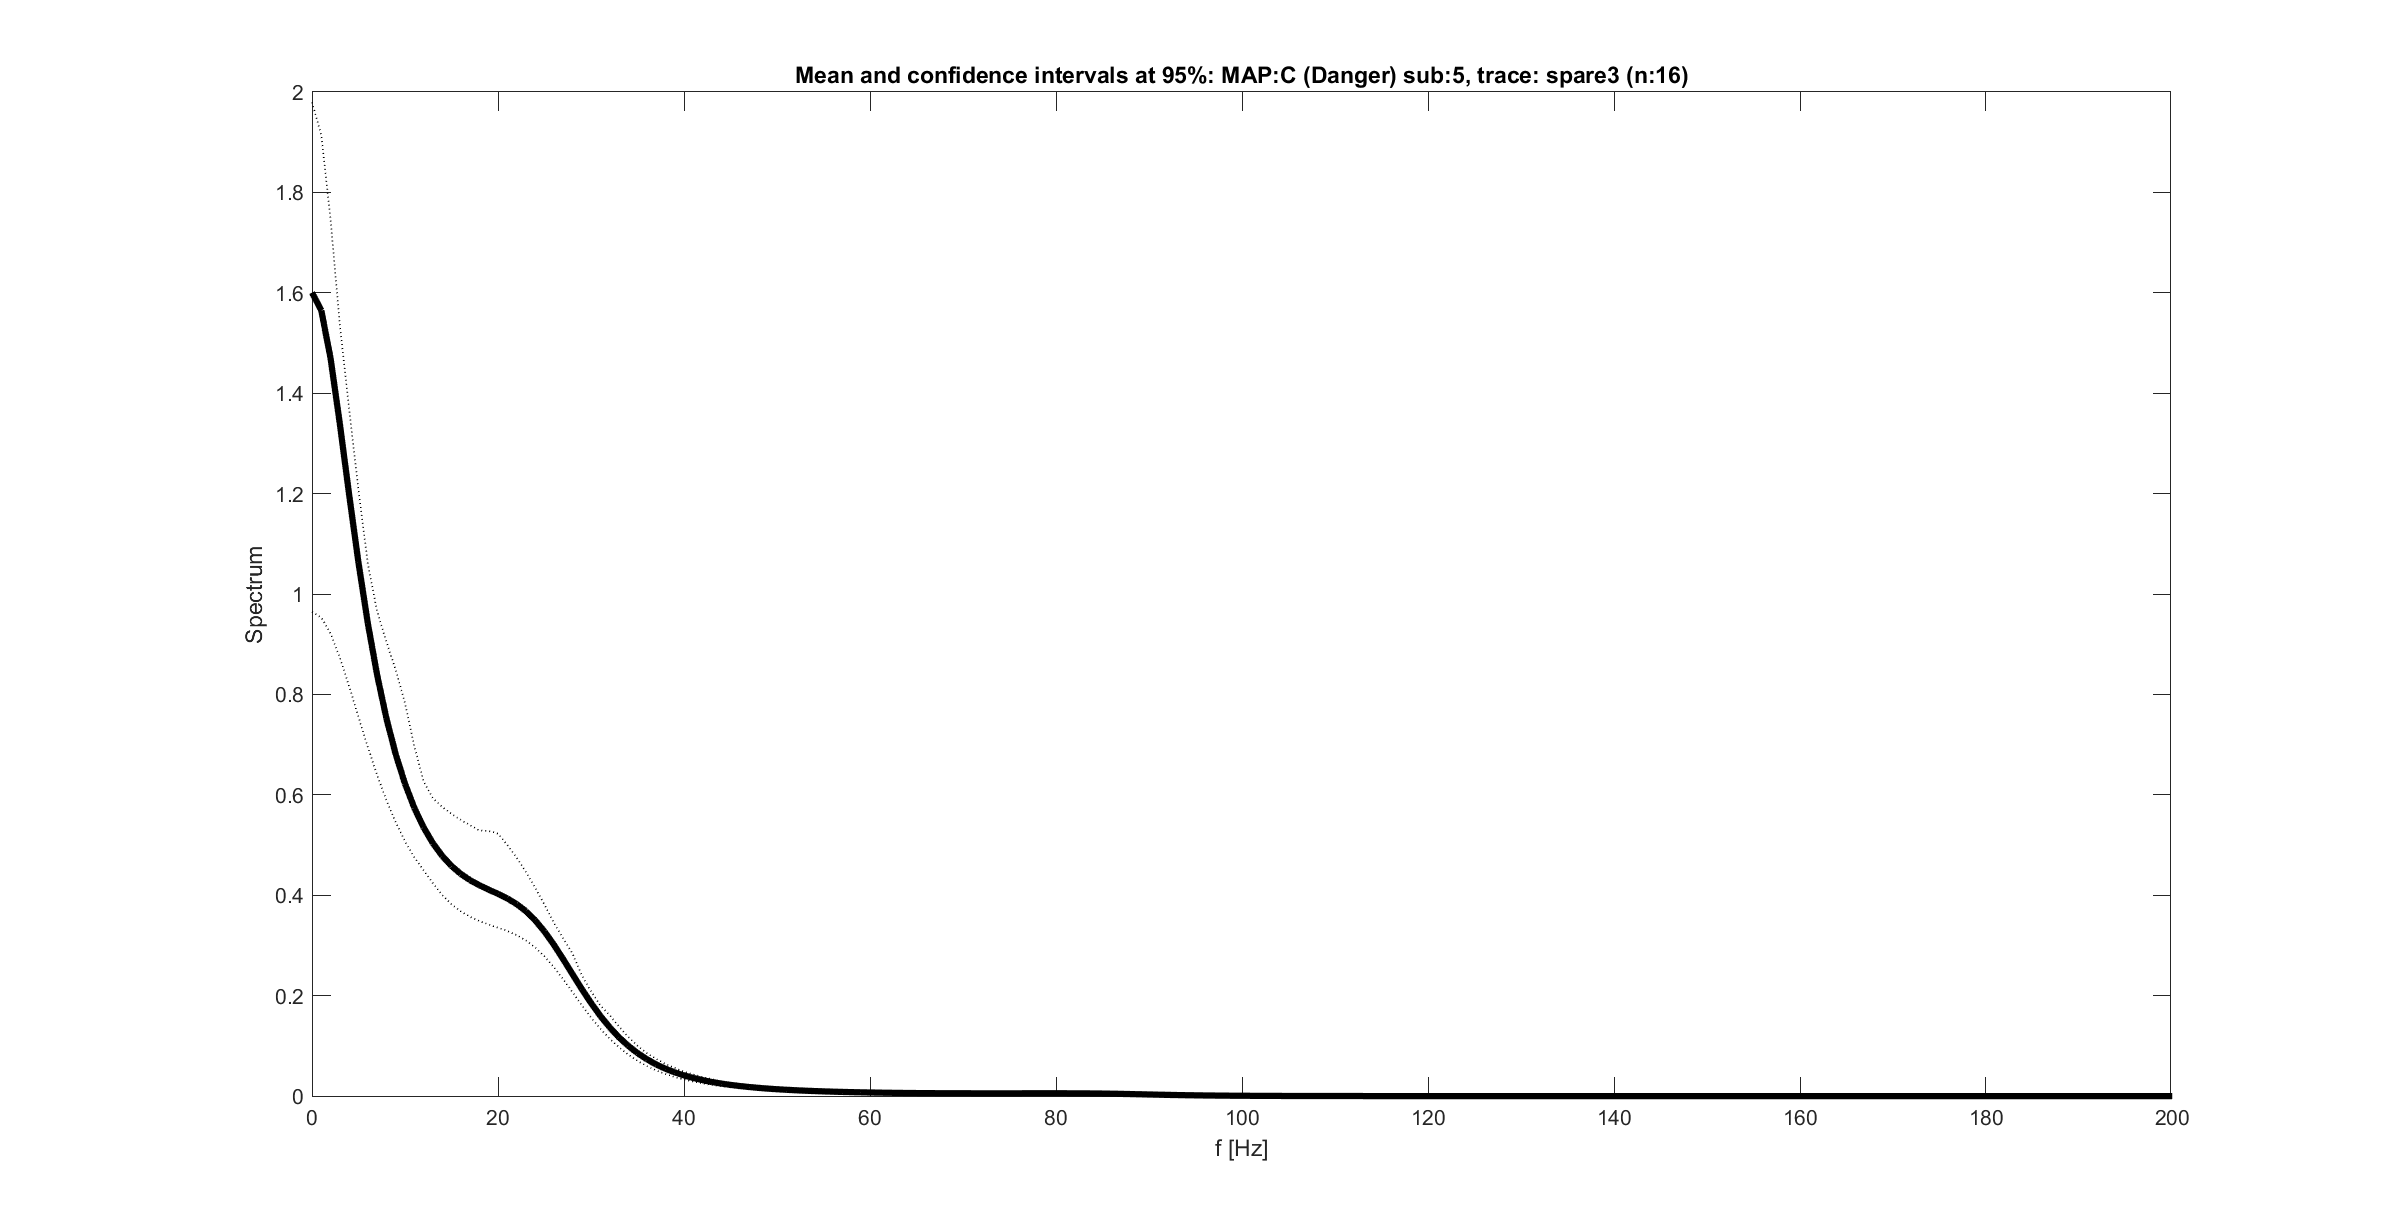 Mean and confidence intervals at 95%: MAP:C (Danger) sub:5, trace: spare3 (n:16)
2
1.8
1.6
1.4
1.2
1
0.8
0.6
0.4
0.2
0
Spectrum
0 20 40 60 80 100 120 140 160 180 200
f [Hz]